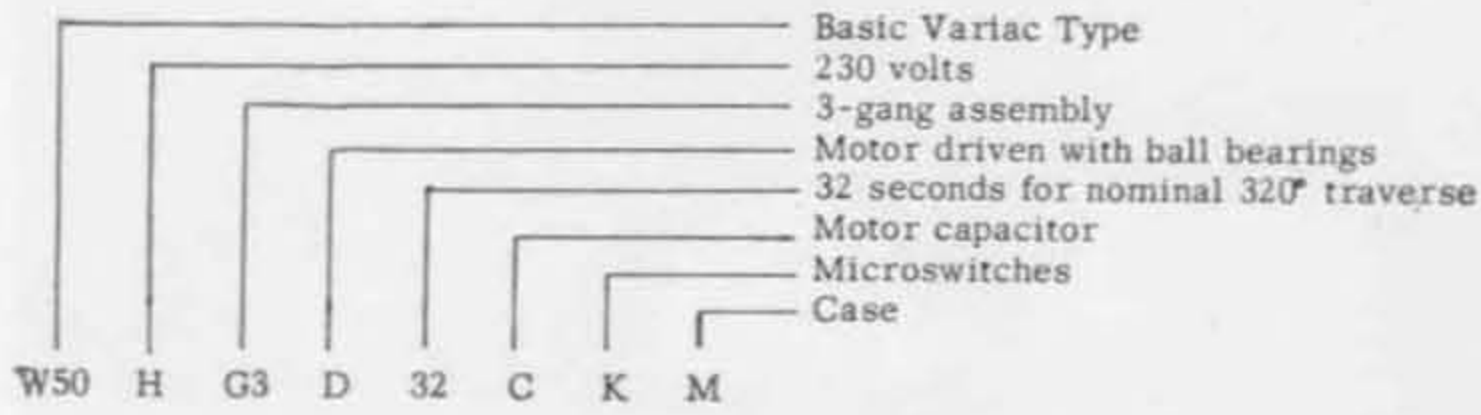 Basic Variac Type
230 volts
3-gang assembly
Motor driven with ball bearings
32 seconds for nominal 320° traverse
Motor capacitor
Microswitches
Case
W50 H G3 D 32 C K M